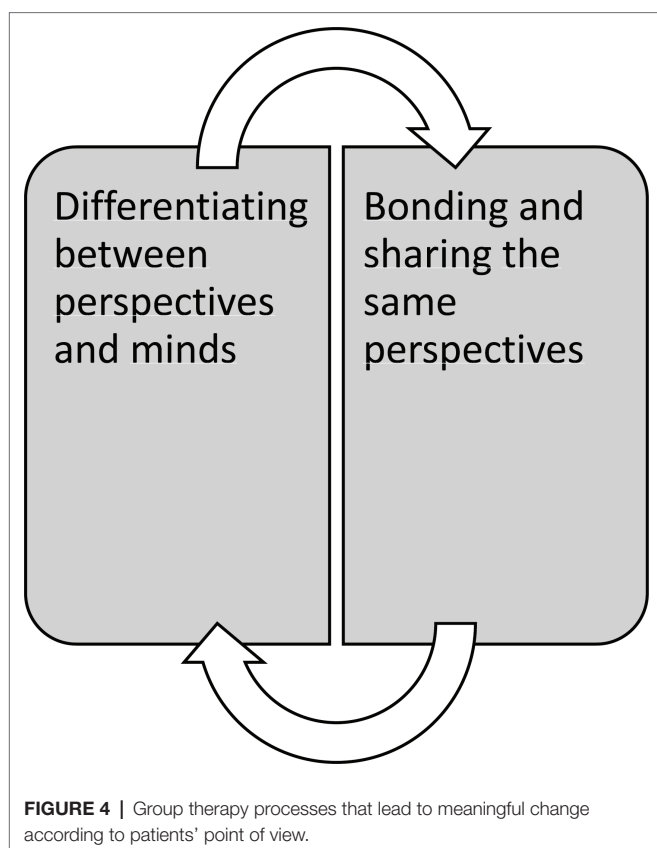 Differentiating
between
perspectives
and minds
Bonding and
sharing the
same
perspectives
FIGURE 4 | Group therapy processes that lead to meaningful change
according to patients’ point of view.